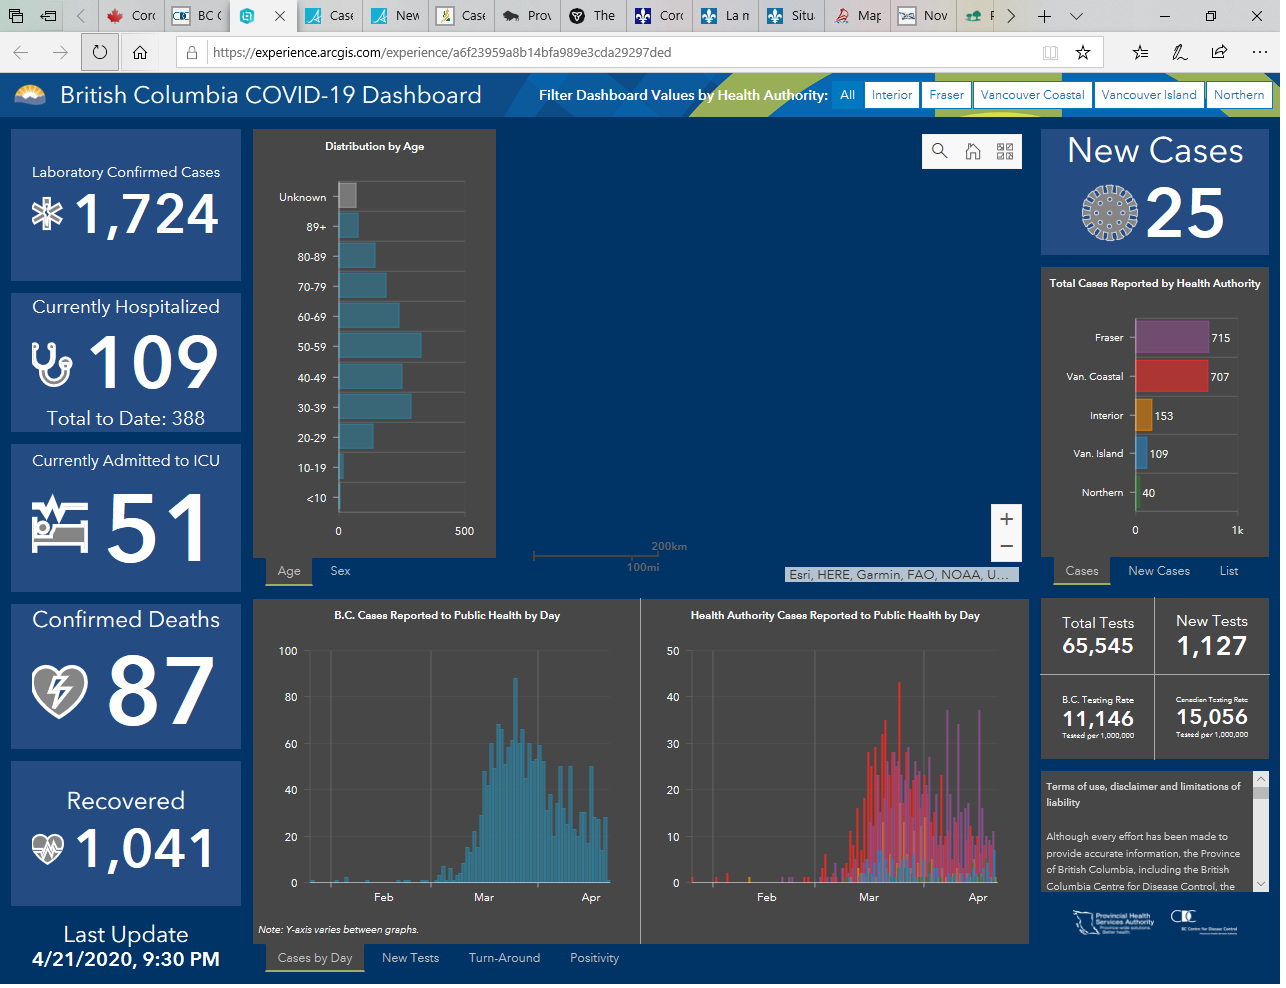 Corc
BC C
Case
New
Case
Prov
The
Corc
La m
Situa
Map
Nov
F
https://experience.arcgis.com/experience/a6f23959a8b14bfa989e3cda29297ded
British Columbia COVID-19 Dashboard
Filter Dashboard Values by Health Authority:
All
Interior
Fraser
Vancouver Coastal
Vancouver Island
Northern
Laboratory Confirmed Cases
1,724
Currently Hospitalized
109
Total to Date: 388
Currently Admitted to ICU
51
Confirmed Deaths
87
Recovered
1,041
Last Update
4/21/2020, 9:30 PM
Distribution by Age
Unknown
89+
80-89
70-79
60-69
50-59
40-49
30-39
20-29
10-19
<10
0
500
Age
Sex
200km
100mi
Esri, HERE, Garmin, FAO, NOAA, U...
New Cases
25
Total Cases Reported by Health Authority
Fraser
715
Van. Coastal
707
Interior
153
Van. Island
109
Northern
40
0
1k
Cases
New Cases
List
B.C. Cases Reported to Public Health by Day
100
80
60
40
20
0
Feb
Mar
Apr
Note: Y-axis varies between graphs.
Health Authority Cases Reported to Public Health by Day
50
40
30
20
10
0
Feb
Mar
Apr
Cases by Day
New Tests
Turn-Around
Positivity
Total Tests
65,545
New Tests
1,127
B.C. Testing Rate
11,146
Tested per 1,000,000
Canadian Testing Rate
15,056
Tested per 1,000,000
Terms of use, disclaimer and limitations of
liability
Although every effort has been made to
provide accurate information, the Province
of British Columbia, including the British
Columbia Centre for Disease Control, the
Provincial Health
Services Authority
Province-wide solutions.
Better health.
BC Centre for Disease Control